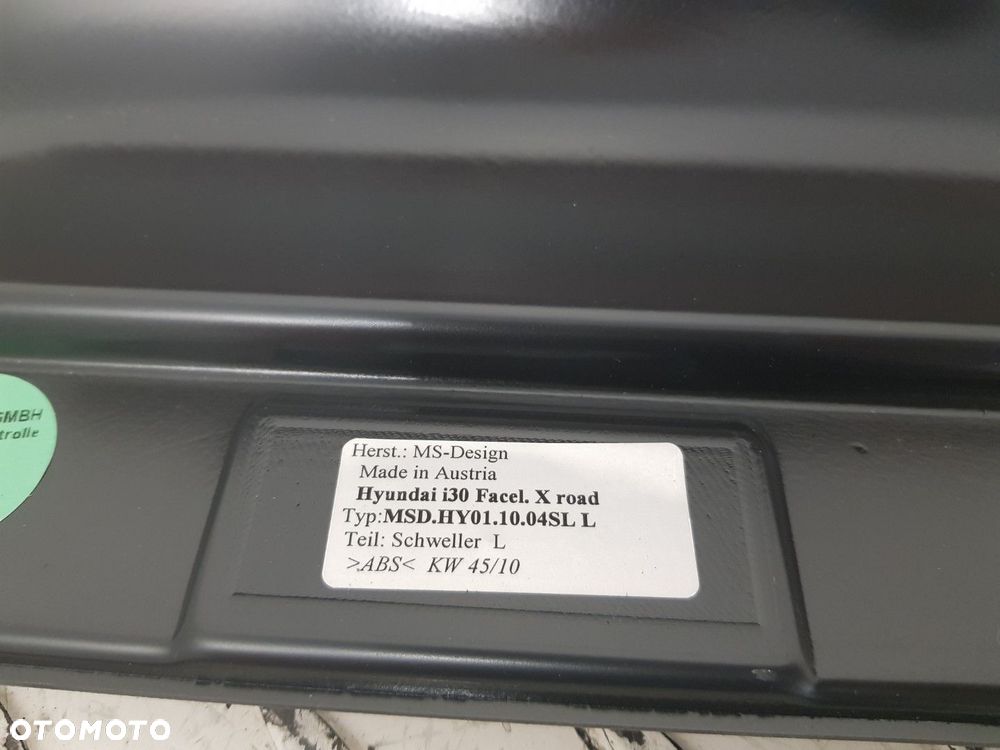 GMBH
trolle
Herst.: MS-Design
Made in Austria
Hyundai i30 Facel. X road
Typ:MSD.HY01.10.04SL L
Teil: Schweller L
>ABS< KW 45/10
OTOMOTO